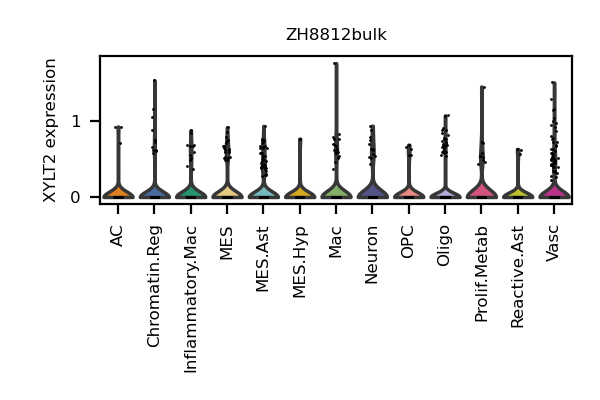 ZH8812bulk
XYLT2 expression
1
0
AC
Chromatin.Reg
Inflammatory.Mac
MES
MES.Ast
MES.Hyp
Mac
Neuron
OPC
Oligo
Prolif.Metab
Reactive.Ast
Vasc